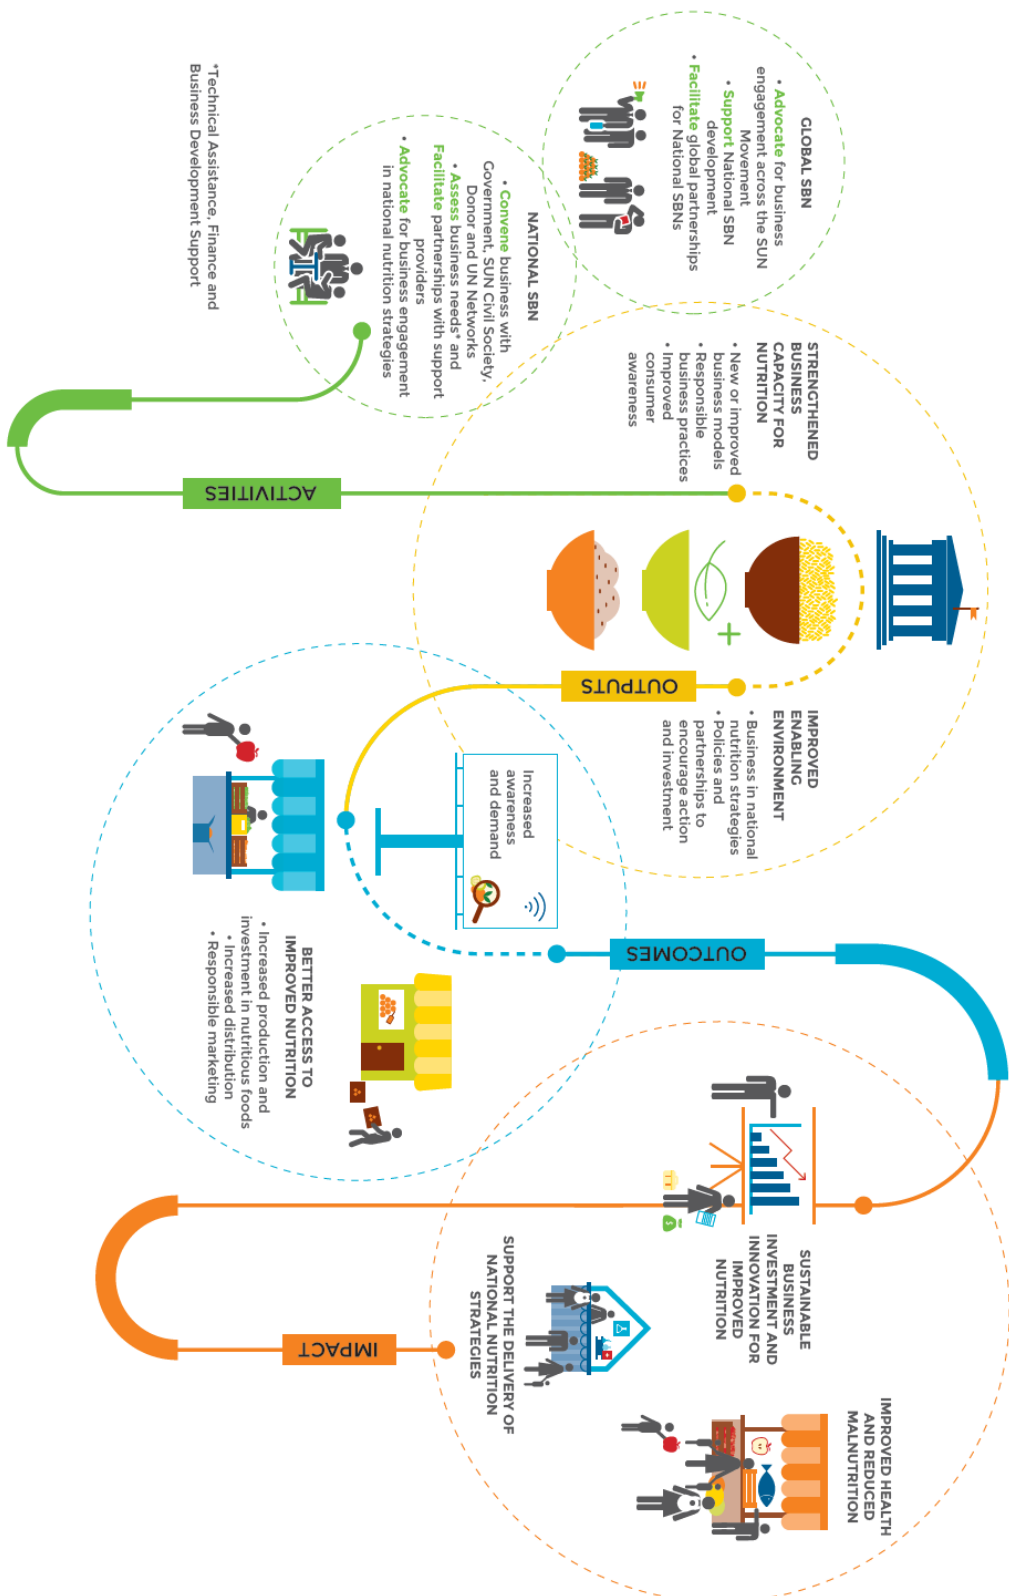 GLOBAL SBN
• Advocate for business
engagement across the SUN
Movement
• Support National SBN
development
• Facilitate global partnerships
for National SBNs
NATIONAL SBN
• Convene business with
Government, SUN Civil Society,
Donor and UN Networks
• Assess business needs* and
Facilitate partnerships with support
providers
• Advocate for business engagement
in national nutrition strategies
*Technical Assistance, Finance and
Business Development Support
ACTIVITIES
STRENGTHENED
BUSINESS
CAPACITY FOR
NUTRITION
• New or improved
business models
• Responsible
business practices
• Improved
consumer
awareness
OUTPUTS
IMPROVED
ENABLING
ENVIRONMENT
• Business in national
nutrition strategies
• Policies and
partnerships to
encourage action
and investment
Increased
awareness
and demand
OUTCOMES
BETTER ACCESS TO
IMPROVED NUTRITION
• Increased production and
investment in nutritious foods
• Increased distribution
• Responsible marketing
SUSTAINABLE
BUSINESS
INVESTMENT AND
INNOVATION FOR
IMPROVED
NUTRITION
$
SUPPORT THE DELIVERY OF
NATIONAL NUTRITION
STRATEGIES
IMPACT
IMPROVED HEALTH
AND REDUCED
MALNUTRITION